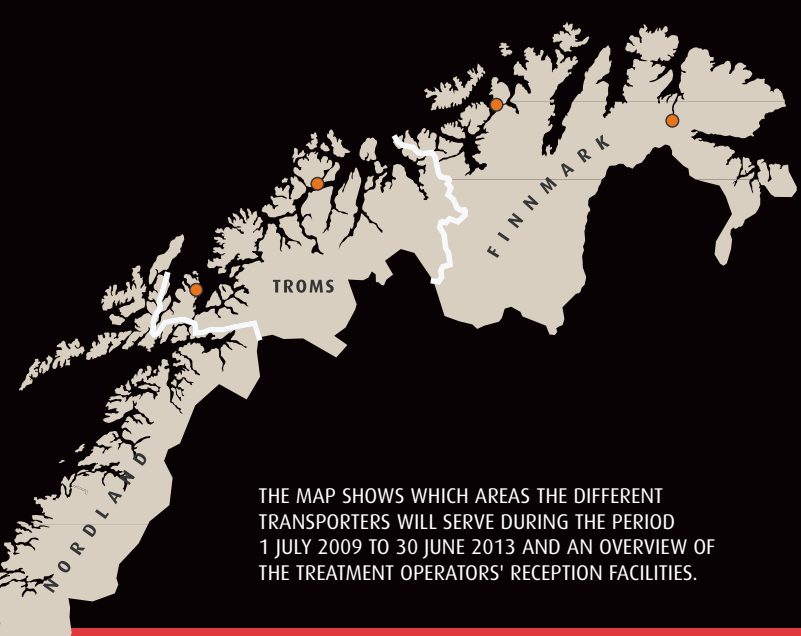 FINNMARK
TROMS
NORDLAND
THE MAP SHOWS WHICH AREAS THE DIFFERENT
TRANSPORTERS WILL SERVE DURING THE PERIOD
1 JULY 2009 TO 30 JUNE 2013 AND AN OVERVIEW OF
THE TREATMENT OPERATORS' RECEPTION FACILITIES.